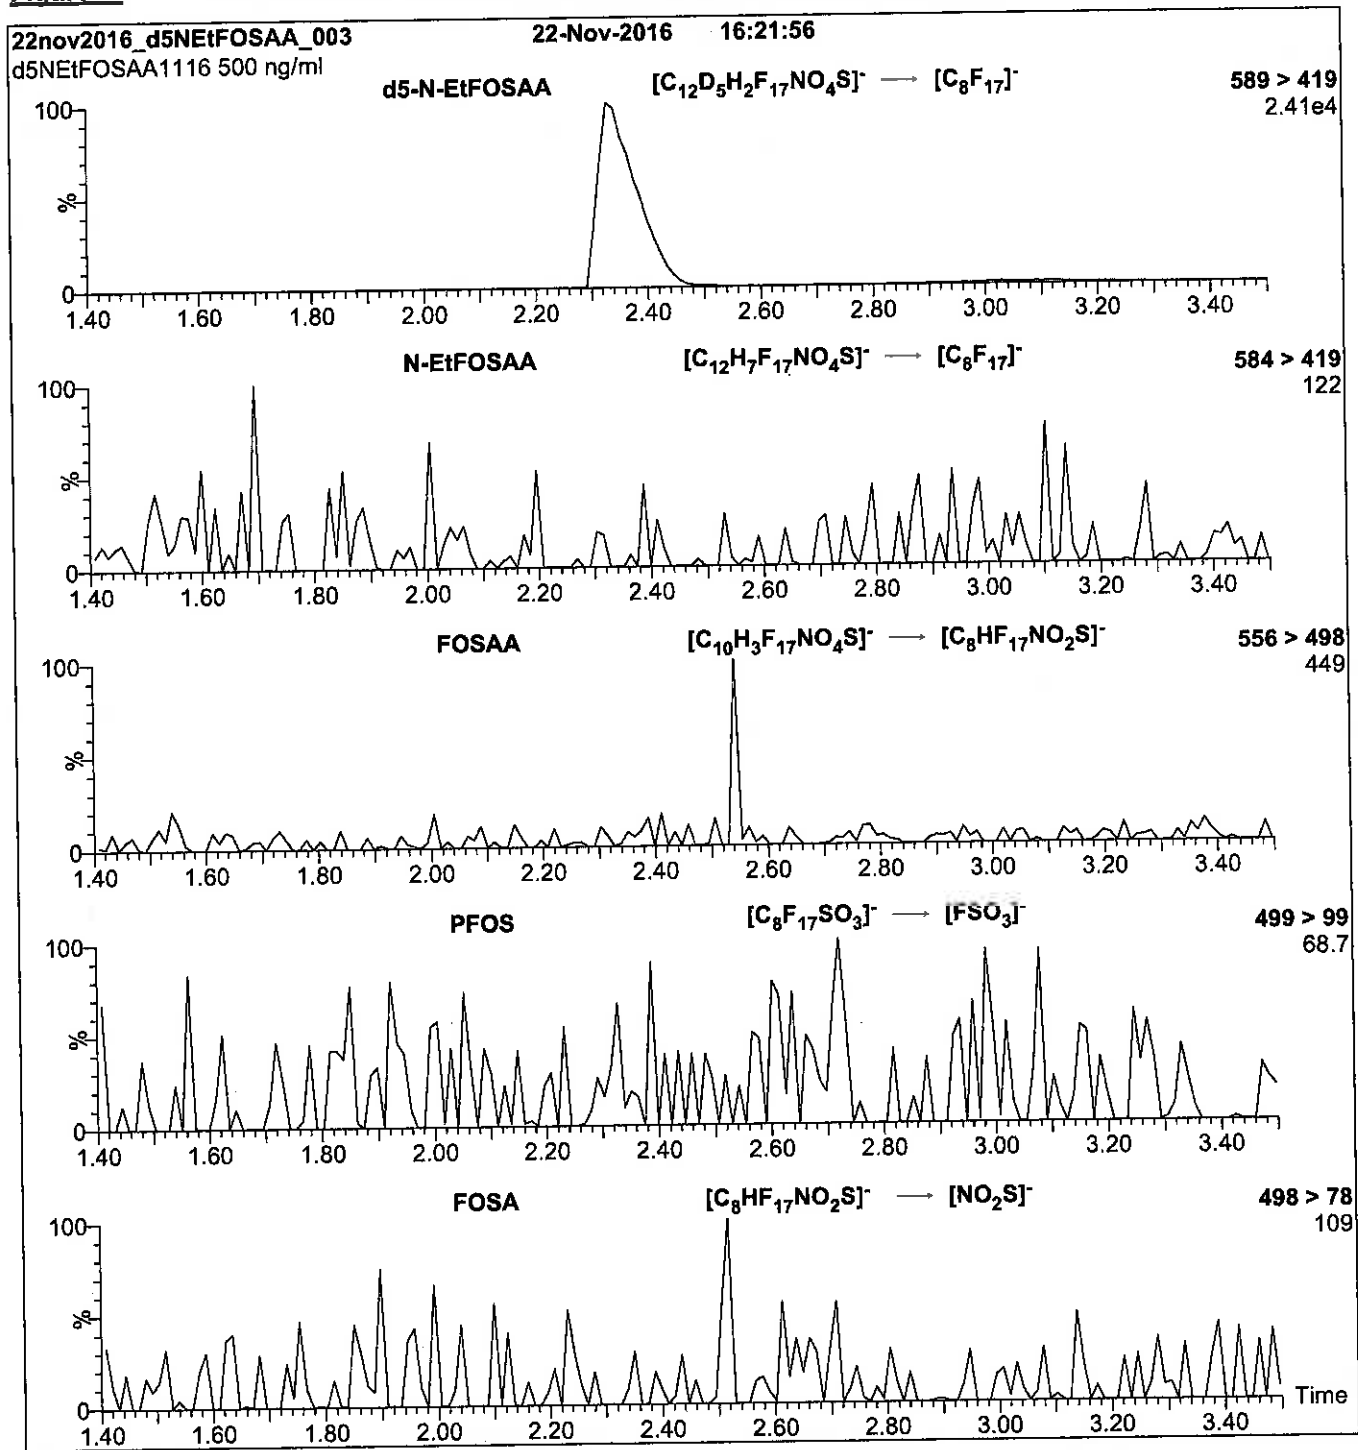 22nov2016_d5NEtFOSAA_003 22-Nov-2016 16:21:56
d5NEtFOSAA1116 500 ng/ml
d5-N-EtFOSAA [C12D5H2F17NO4S]- → [C8F17]- 589 > 419
2.41e4
100
%
0
1.40 1.60 1.80 2.00 2.20 2.40 2.60 2.80 3.00 3.20 3.40
N-EtFOSAA [C12H7F17NO4S]- → [C8F17]- 584 > 419
122
100
%
0
1.40 1.60 1.80 2.00 2.20 2.40 2.60 2.80 3.00 3.20 3.40
FOSAA [C10H3F17NO4S]- → [C8HF17NO2S]- 556 > 498
449
100
%
0
1.40 1.60 1.80 2.00 2.20 2.40 2.60 2.80 3.00 3.20 3.40
PFOS [C8F17SO3]- → [FSO3]- 499 > 99
68.7
100
%
0
1.40 1.60 1.80 2.00 2.20 2.40 2.60 2.80 3.00 3.20 3.40
FOSA [C8HF17NO2S]- → [NO2S]- 498 > 78
109
100
%
0
Time
1.40 1.60 1.80 2.00 2.20 2.40 2.60 2.80 3.00 3.20 3.40